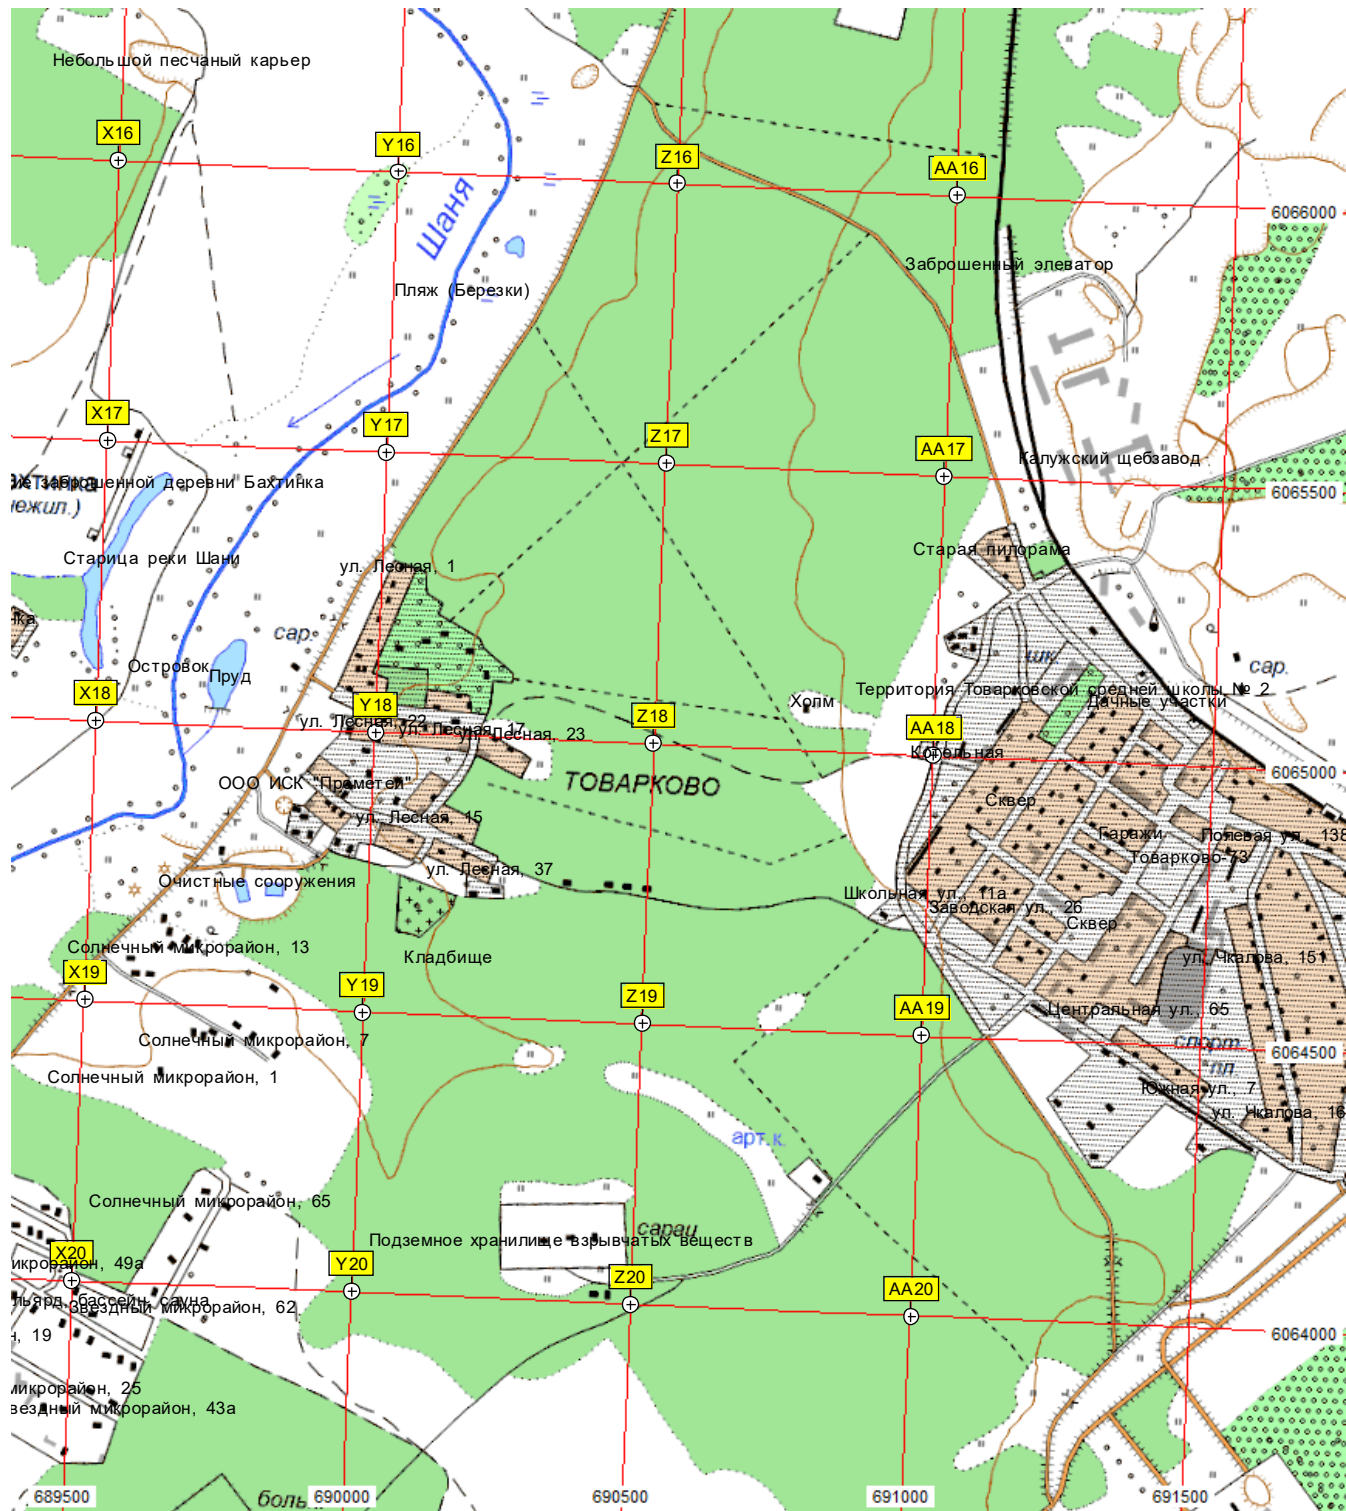 Небольшой песчаный карьер
X16
Y16
Z16
AA16
Шаня
6066000
Заброшенный элеватор
Пляж (Березки)
X17
Y17
Z17
AA17
Калужский щебзавод
заброшенной деревни Бахтинка
6065500
Старица реки Шани
ул. Лесная, 1
Старая пилорама
сар.
шк.
сар.
Островок
Пруд
X18
Y18
Z18
AA18
Холм
Территория Товарковской средней школы № 2
Дачные участки
ул. Лесная, 22
ул. Лесная, 17
ул. Лесная, 23
Котельная
6065000
ООО ИСК "Прометей"
ТОВАРКОВО
Сквер
ул. Лесная, 15
Гаражи
Полевая ул., 138
Товарково-73
ул. Лесная, 37
Очистные сооружения
Школьная ул., 11а
Заводская ул., 26
Сквер
Солнечный микрорайон, 13
Кладбище
ул. Чкалова, 151
X19
Y19
Z19
AA19
Центральная ул., 65
Солнечный микрорайон, 7
спорт.
пл.
6064500
Солнечный микрорайон, 1
Южная ул., 7
ул. Чкалова, 16
арт.к.
Солнечный микрорайон, 65
сарай
Подземное хранилище взрывчатых веществ
X20
Y20
Z20
AA20
микрорайон, 49а
бассейн, сауна
Звездный микрорайон, 62
6064000
19
микрорайон, 25
Звездный микрорайон, 43а
689500
690000
690500
691000
691500